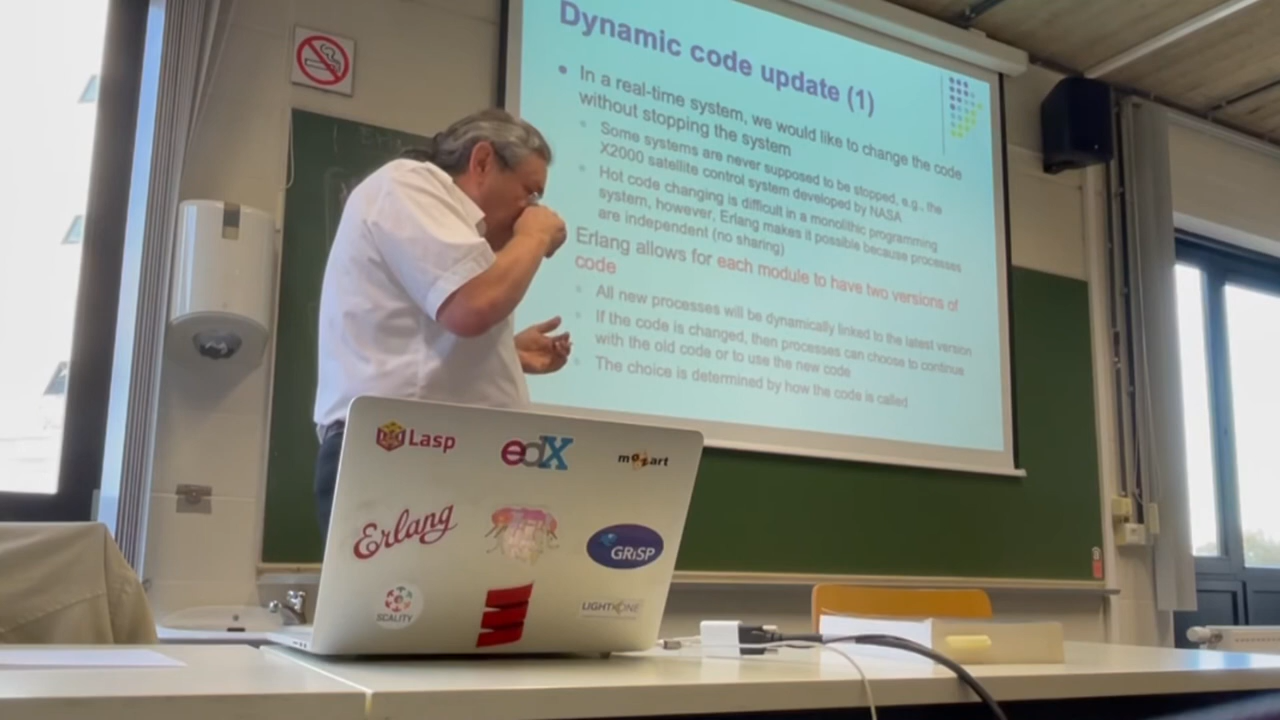 Dynamic code update (1)
In a real-time system, we would like to change the code
without stopping the system
Some systems are never supposed to be stopped, e.g., the
X2000 satellite control system developed by NASA
Hot code changing is difficult in a monolithic programming
system, however, Erlang makes it possible because processes
are independent (no sharing)
Erlang allows for each module to have two versions of
code
All new processes will be dynamically linked to the latest version
If the code is changed, then processes can choose to continue
with the old code or to use the new code
The choice is determined by how the code is called
Lasp
edX
mozart
Erlang
GRiSP
SCALITY
LIGHTKONE